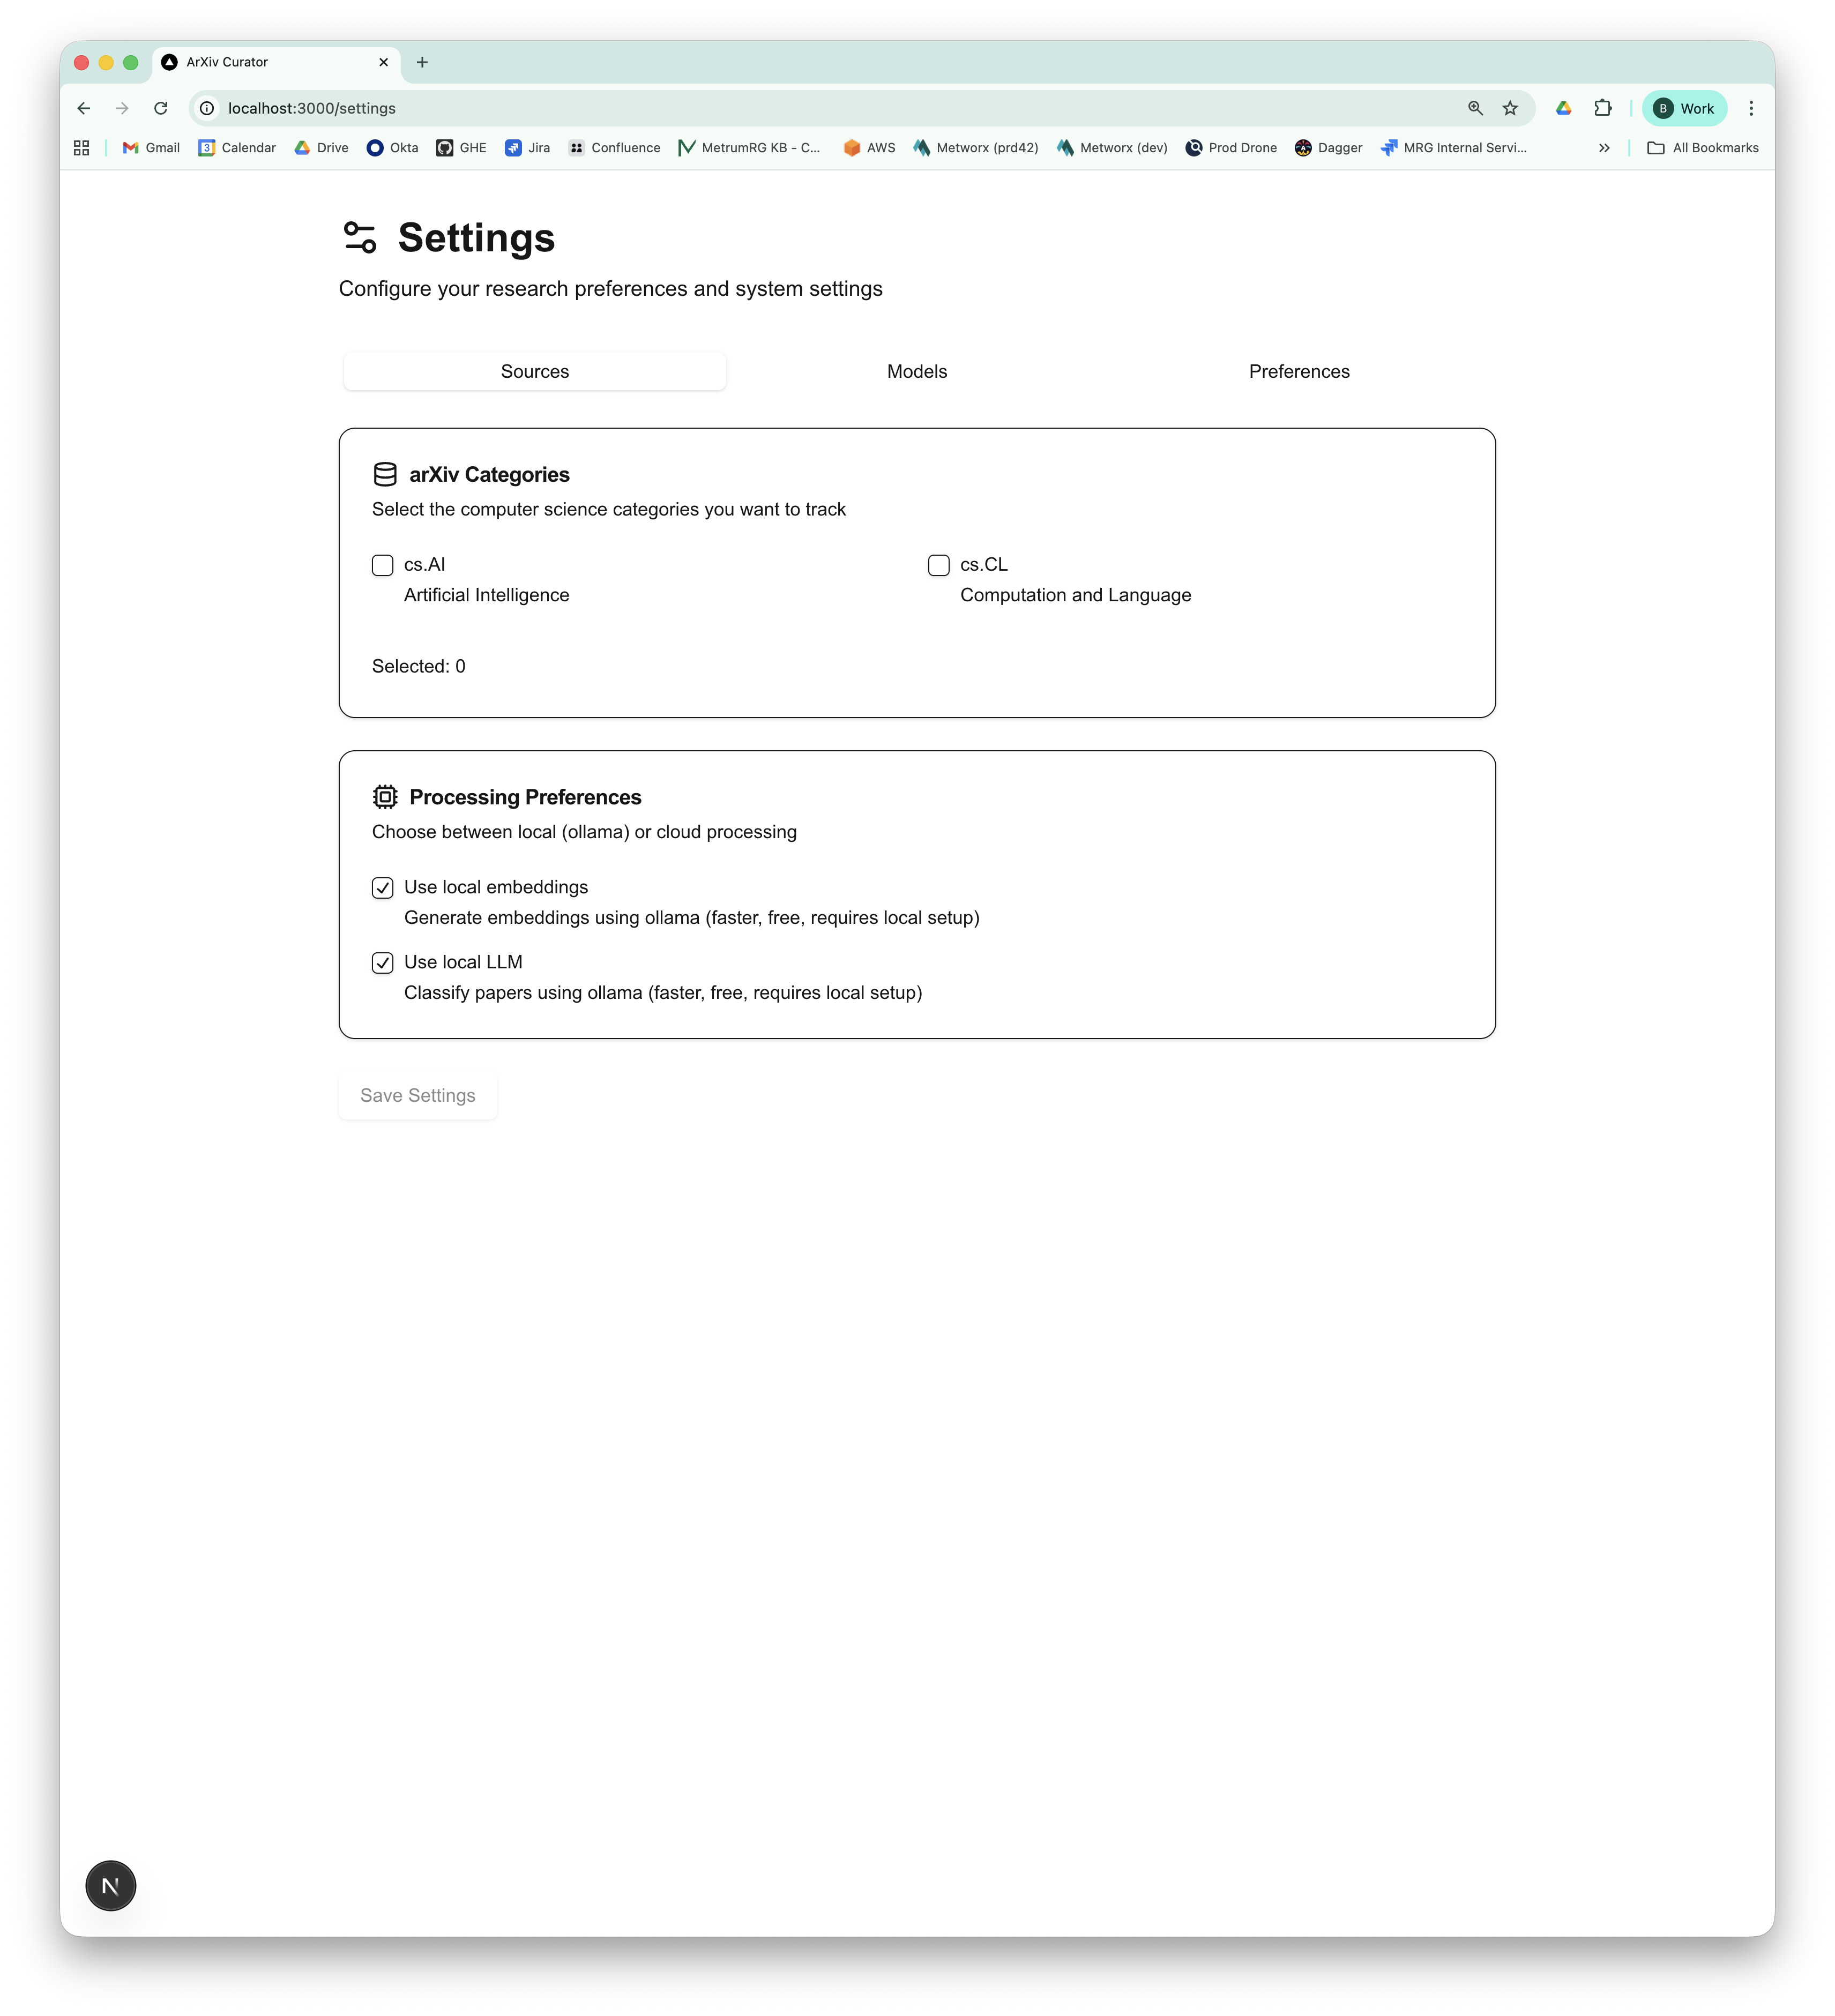 ArXiv Curator
localhost:3000/settings
B Work
Gmail
3 Calendar
Drive
Okta
GHE
Jira
Confluence
MetrumRG KB - C...
AWS
Metworx (prd42)
Metworx (dev)
Prod Drone
Dagger
MRG Internal Servi...
All Bookmarks
Settings
Configure your research preferences and system settings
Sources
Models
Preferences
arXiv Categories
Select the computer science categories you want to track
cs.AI
Artificial Intelligence
cs.CL
Computation and Language
Selected: 0
Processing Preferences
Choose between local (ollama) or cloud processing
Use local embeddings
Generate embeddings using ollama (faster, free, requires local setup)
Use local LLM
Classify papers using ollama (faster, free, requires local setup)
Save Settings
N